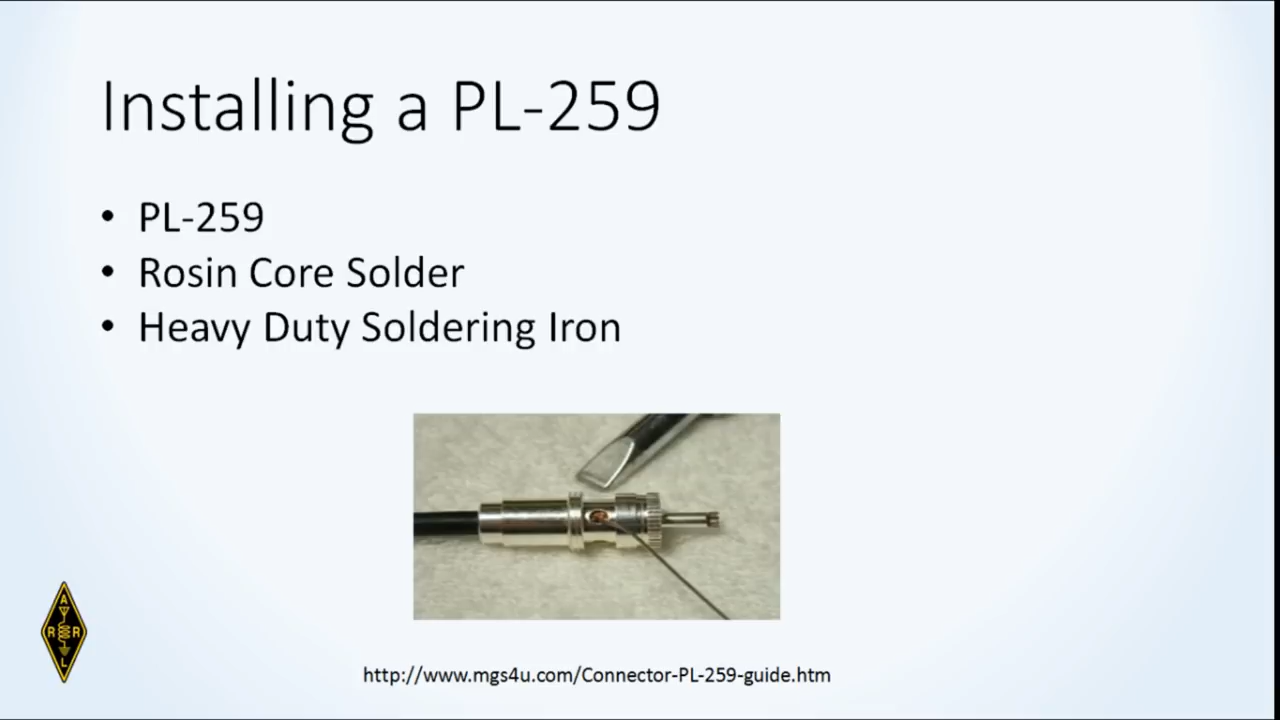 Installing a PL-259
• PL-259
• Rosin Core Solder
• Heavy Duty Soldering Iron
A
R R
L
http://www.mgs4u.com/Connector-PL-259-guide.htm